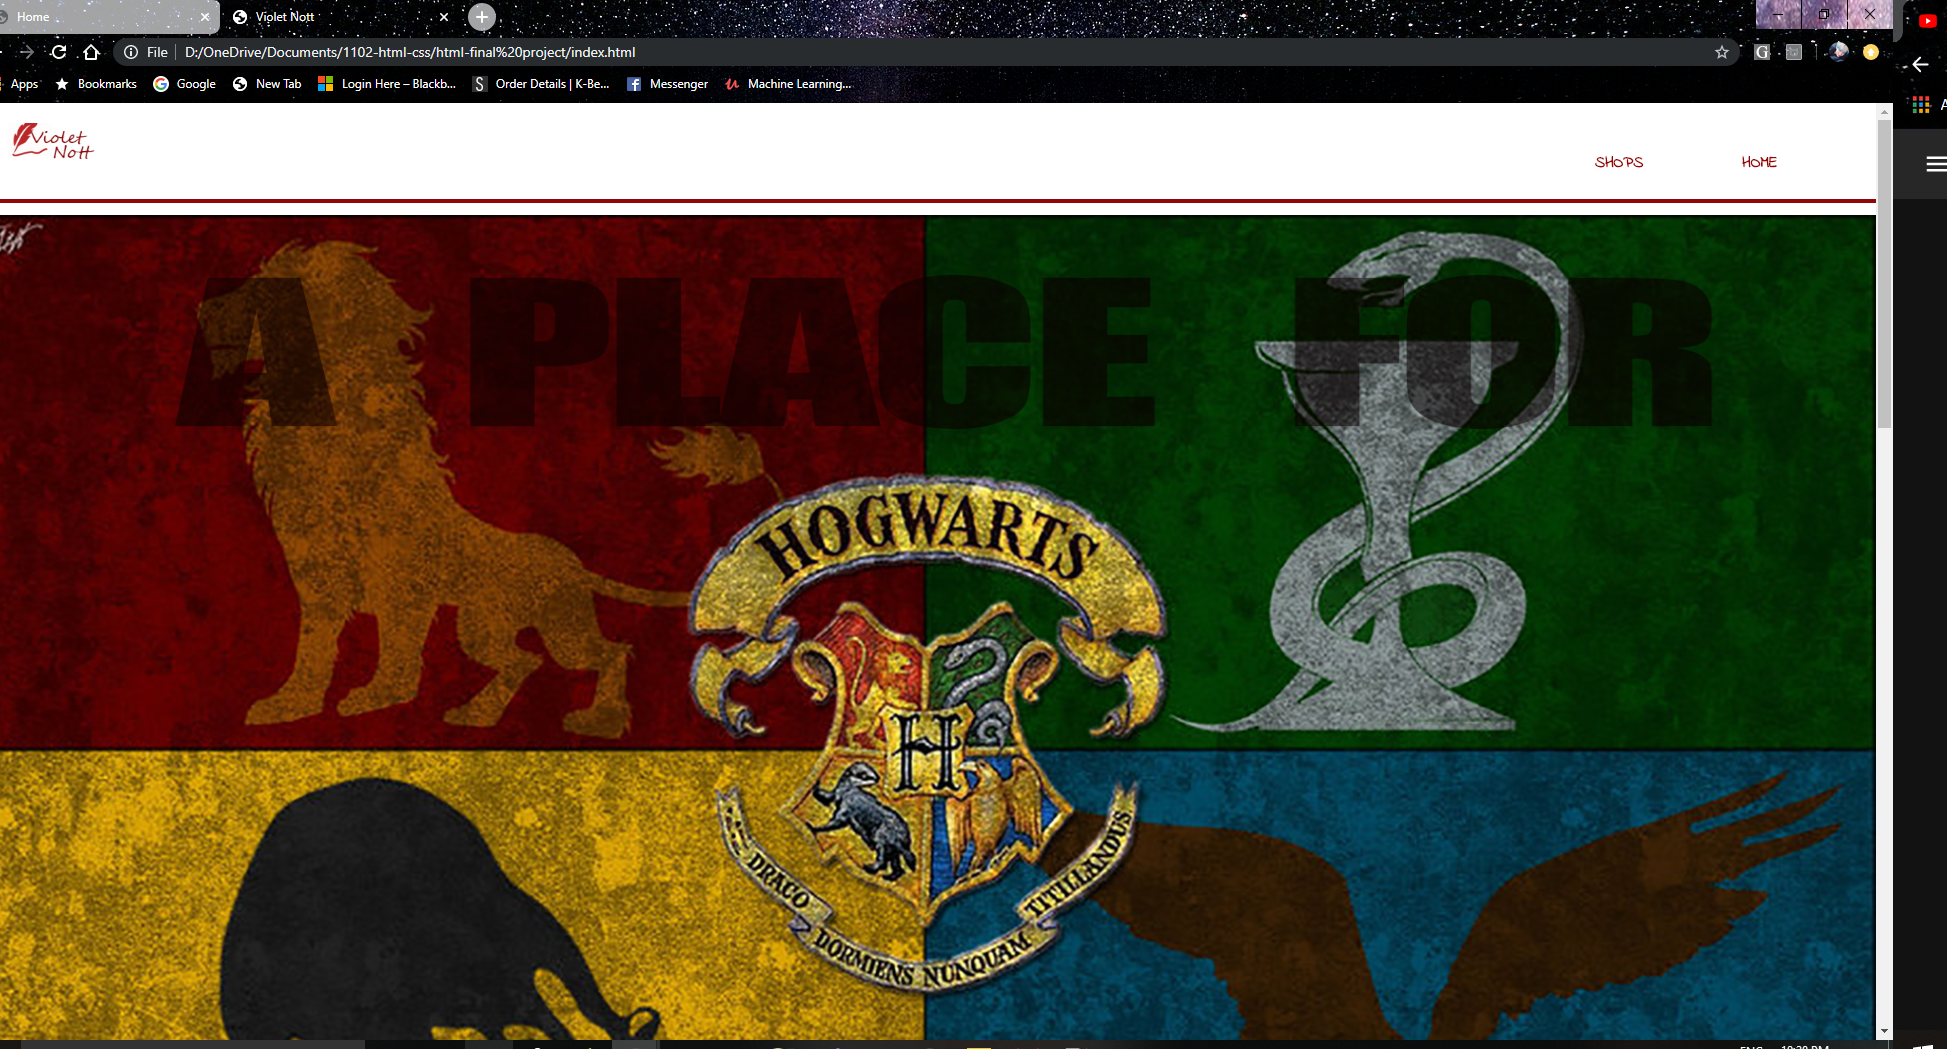 Home
Violet Nott
File
D:/OneDrive/Documents/1102-html-css/html-final%20project/index.html
Apps
Bookmarks
Google
New Tab
Login Here – Blackb...
Order Details | K-Be...
Messenger
Machine Learning...
Violet
Nott
SHOPS
HOME
A PLACE FOR
HOGWARTS
H
DRACO
DORMIENS NUNQUAM
TITILLANDUS